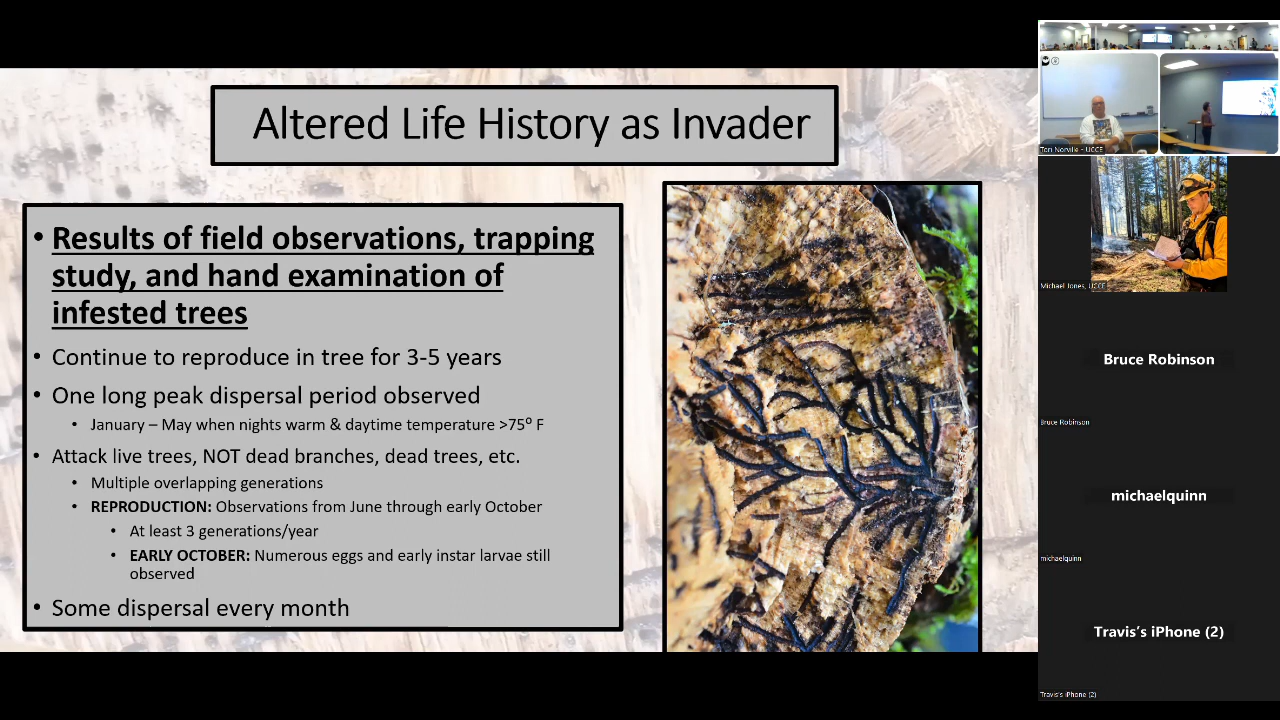 Altered Life History as Invader
• Results of field observations, trapping
study, and hand examination of
infested trees
• Continue to reproduce in tree for 3-5 years
• One long peak dispersal period observed
• January – May when nights warm & daytime temperature >75° F
• Attack live trees, NOT dead branches, dead trees, etc.
• Multiple overlapping generations
• REPRODUCTION: Observations from June through early October
• At least 3 generations/year
• EARLY OCTOBER: Numerous eggs and early instar larvae still
observed
• Some dispersal every month
Tori Norville - UCCE
Michael Jones, UCCE
Bruce Robinson
Bruce Robinson
michaelquinn
michaelquinn
Travis's iPhone (2)
Travis's iPhone (2)